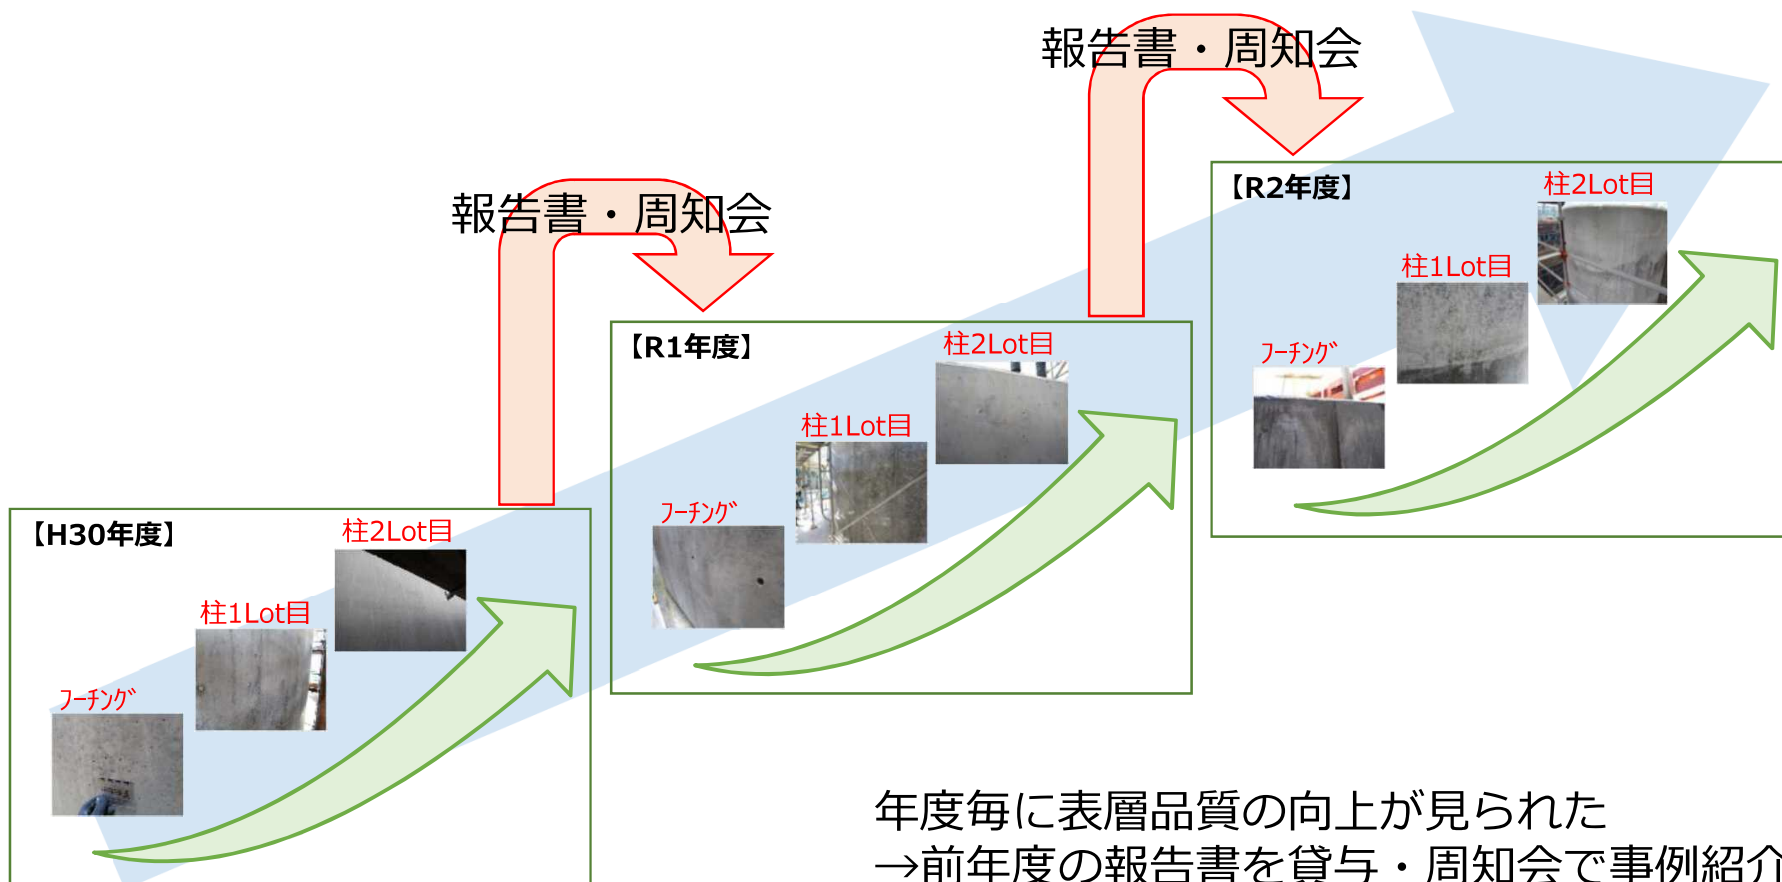 報告書・周知会
報告書・周知会
【R2年度】
柱2Lot目
柱1Lot目
ﾌｰﾁﾝｸﾞ
【R1年度】
柱2Lot目
柱1Lot目
ﾌｰﾁﾝｸﾞ
【H30年度】
柱2Lot目
柱1Lot目
ﾌｰﾁﾝｸﾞ
年度毎に表層品質の向上が見られた
→前年度の報告書を貸与・周知会で事例紹介